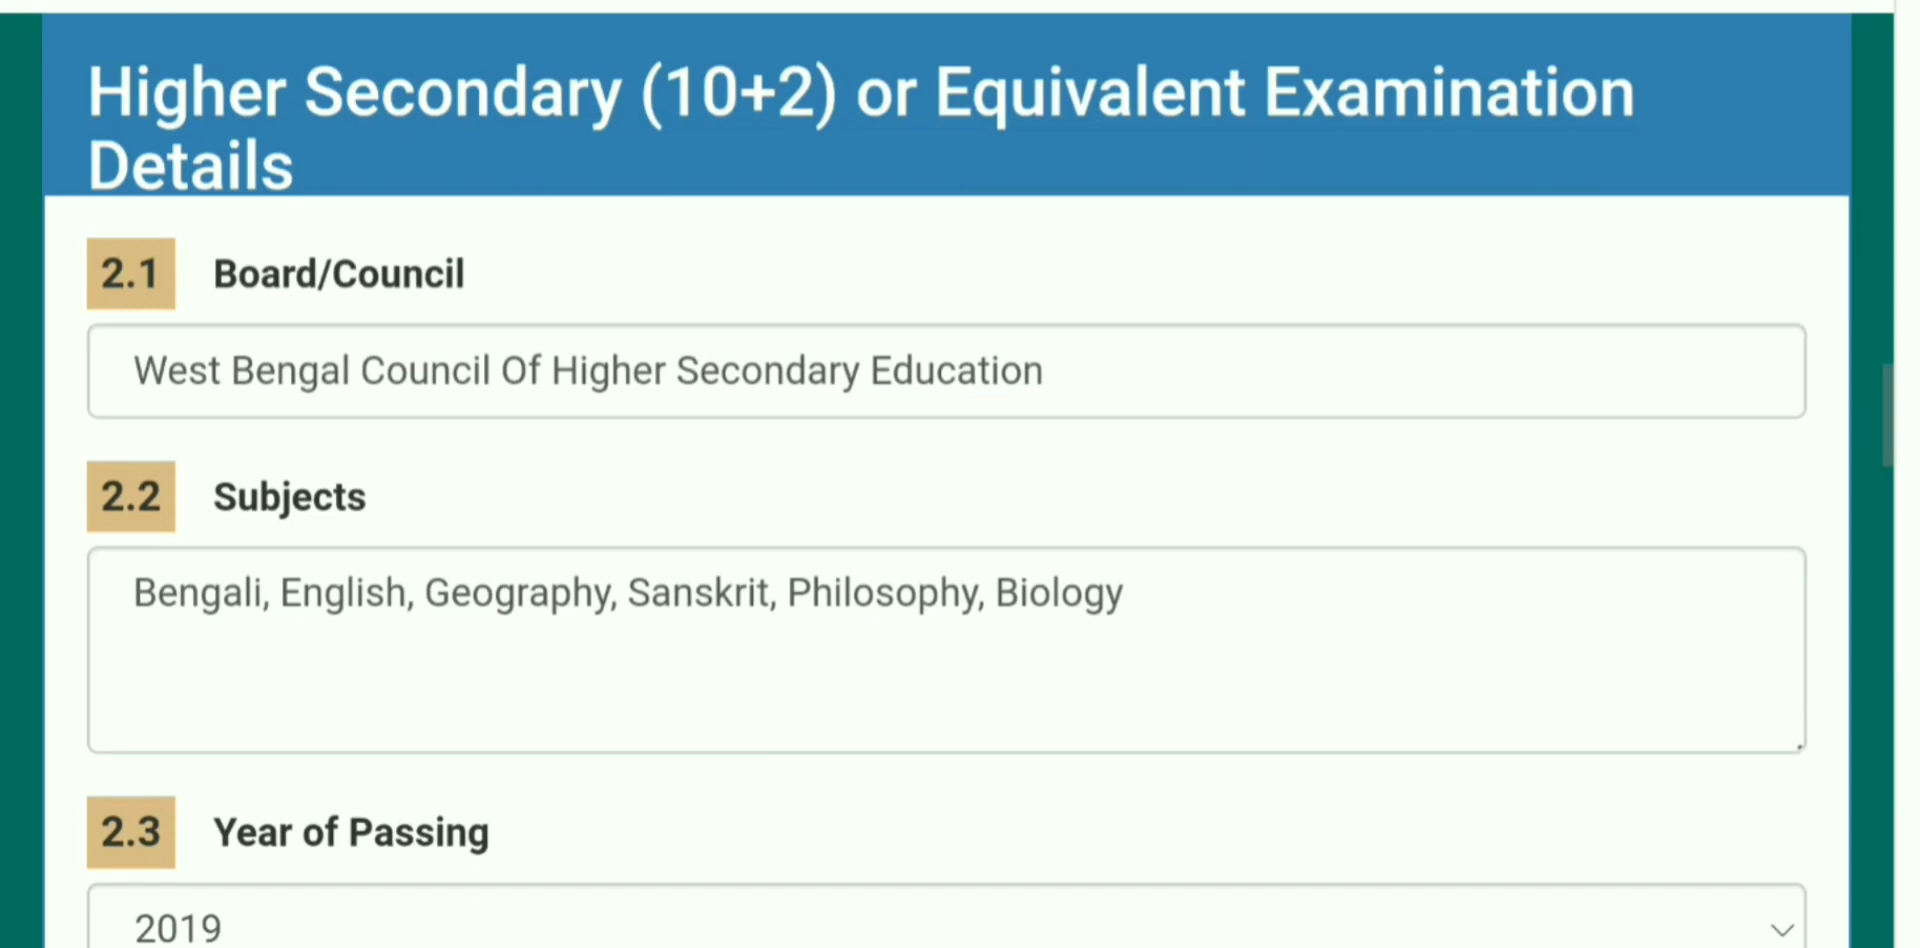 Higher Secondary (10+2) or Equivalent Examination
Details
2.1 Board/Council
West Bengal Council Of Higher Secondary Education
2.2 Subjects
Bengali, English, Geography, Sanskrit, Philosophy, Biology
2.3 Year of Passing
2019